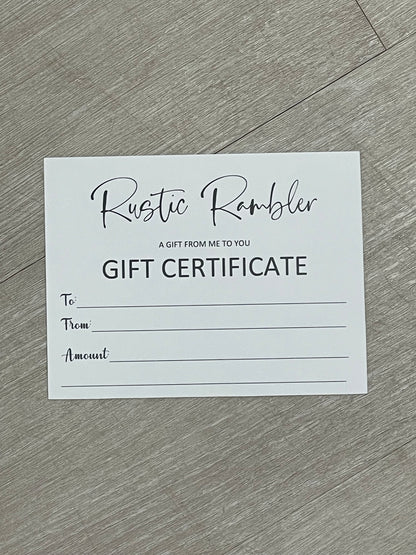 Rustic Rambler
A GIFT FROM ME TO YOU
GIFT CERTIFICATE
To:
From:
Amount: